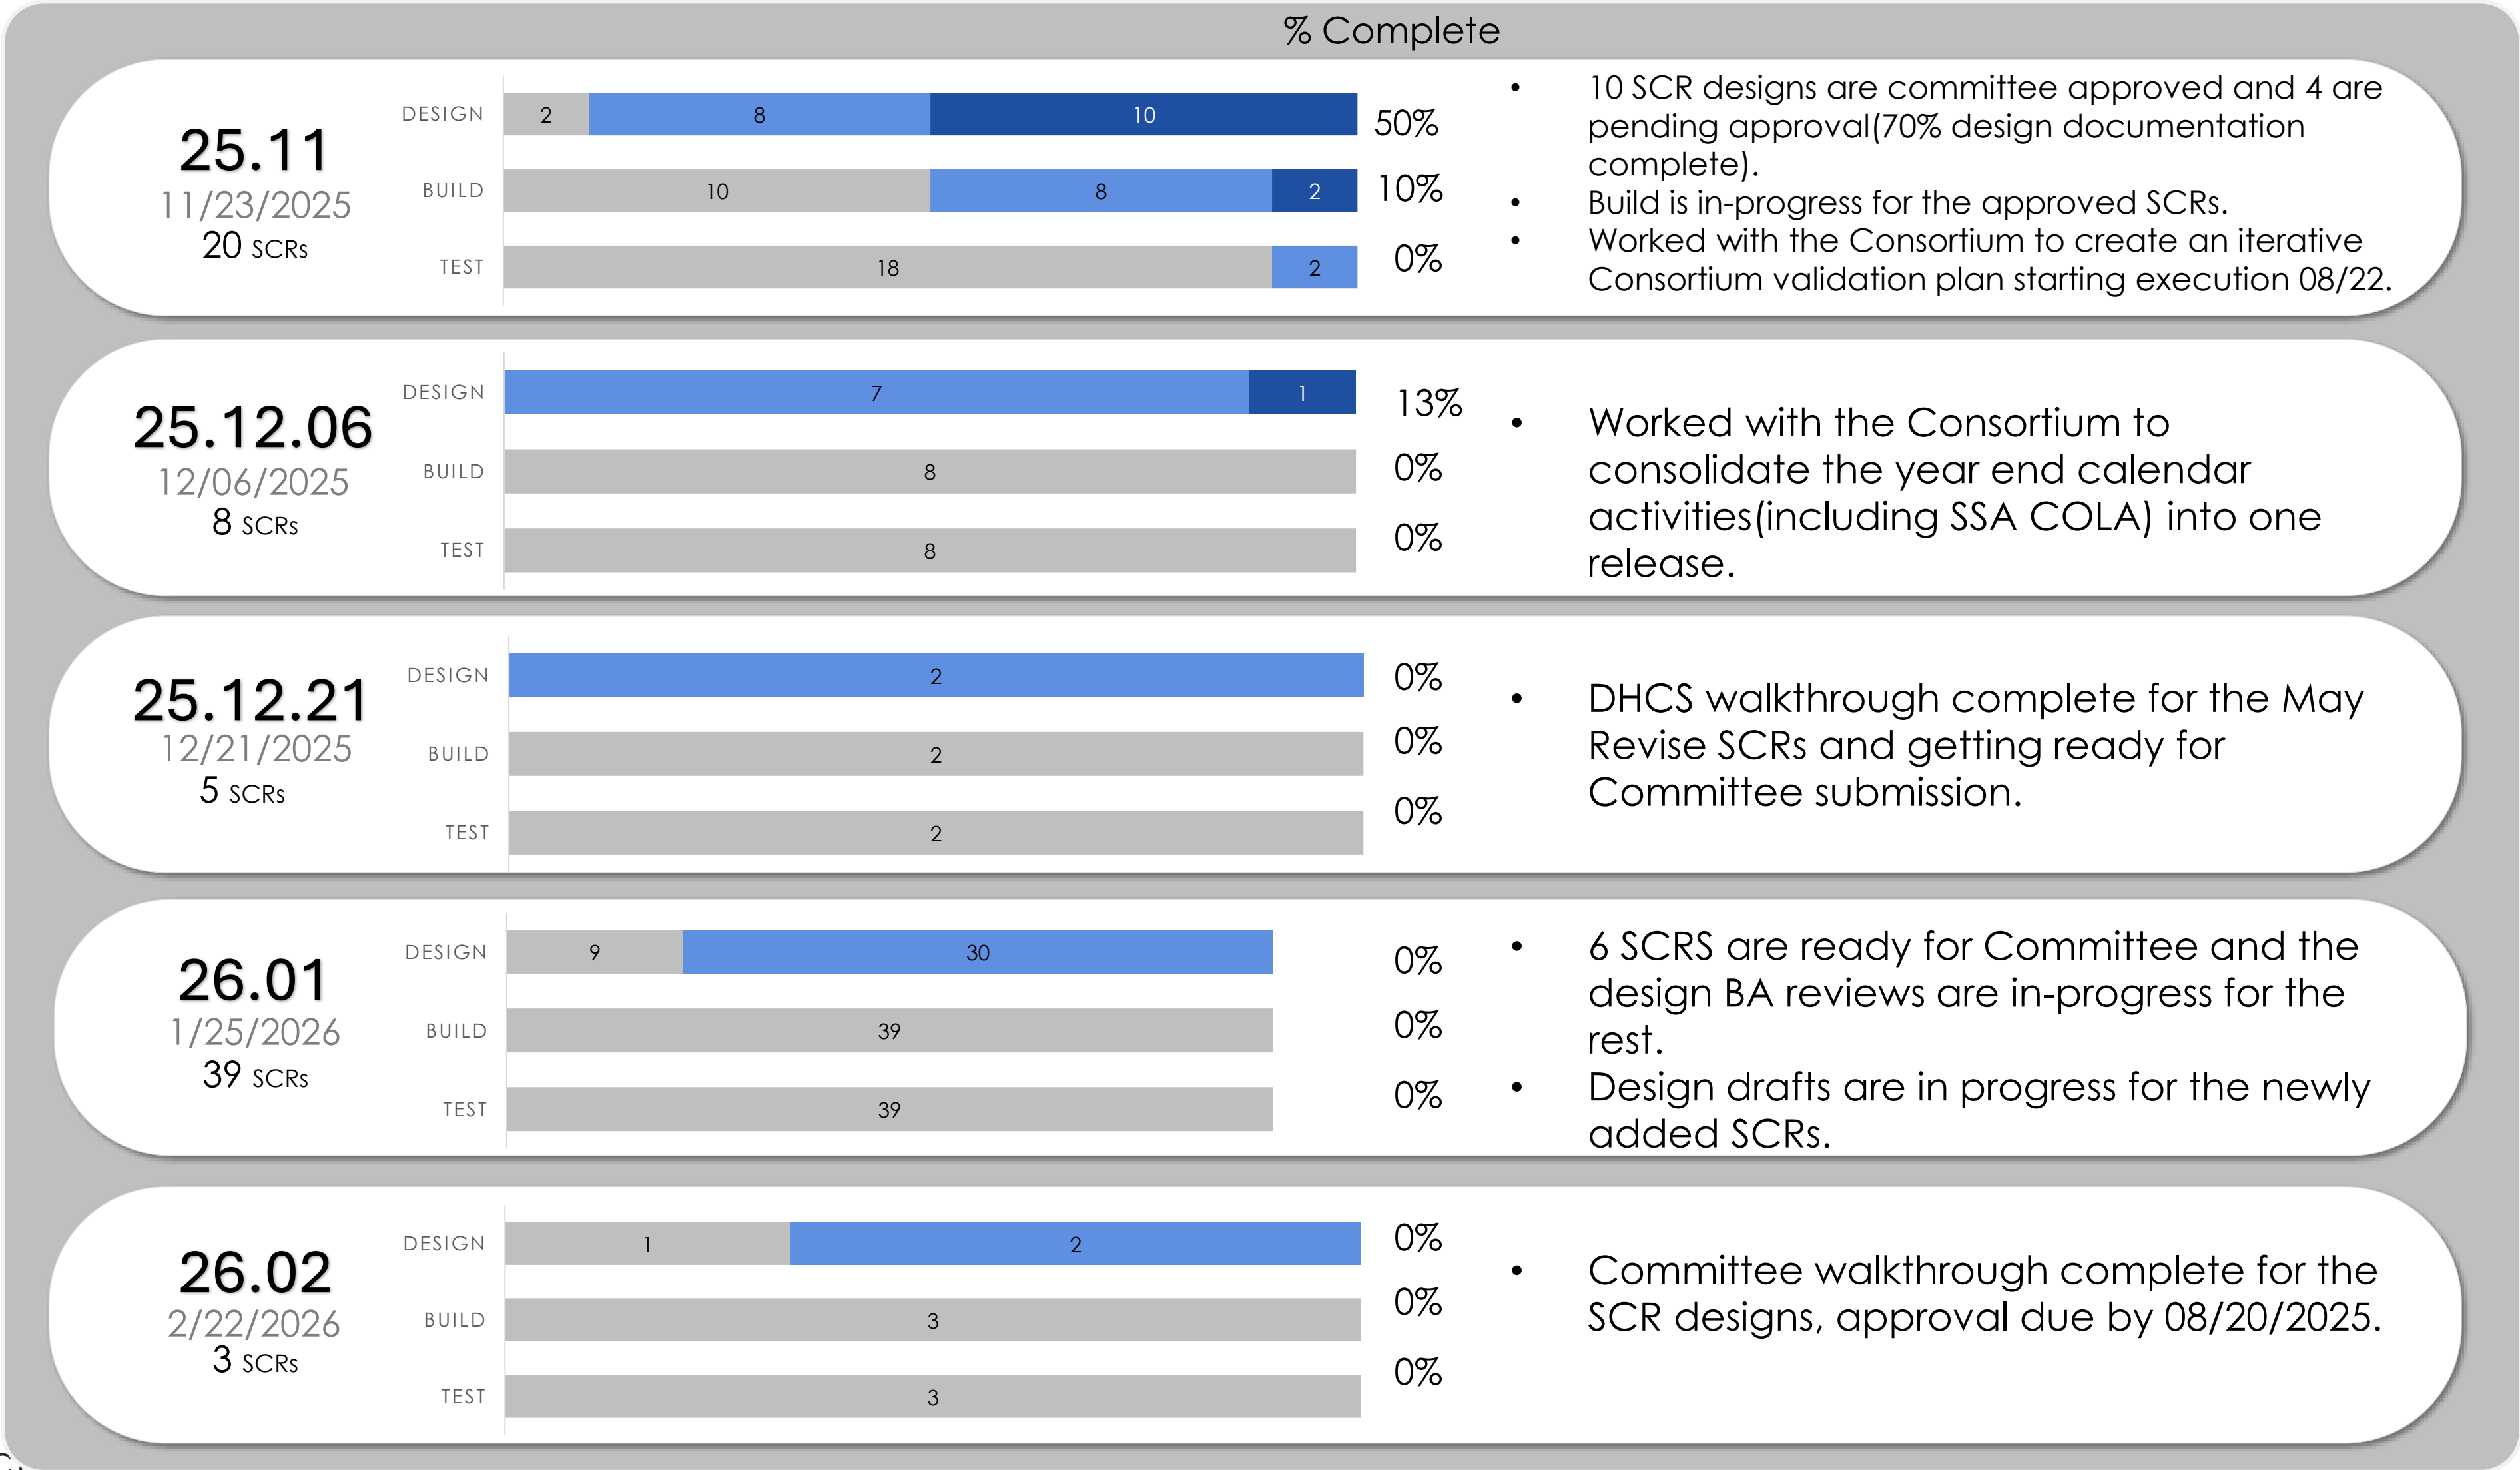 % Complete
25.11
11/23/2025
20 SCRs
DESIGN
2
8
10
50%
BUILD
10
8
2
10%
TEST
18
2
0%
• 10 SCR designs are committee approved and 4 are
pending approval(70% design documentation
complete).
• Build is in-progress for the approved SCRs.
• Worked with the Consortium to create an iterative
Consortium validation plan starting execution 08/22.
25.12.06
12/06/2025
8 SCRs
DESIGN
7
1
13%
BUILD
8
0%
TEST
8
0%
• Worked with the Consortium to
consolidate the year end calendar
activities(including SSA COLA) into one
release.
25.12.21
12/21/2025
5 SCRs
DESIGN
2
0%
BUILD
2
0%
TEST
2
0%
• DHCS walkthrough complete for the May
Revise SCRs and getting ready for
Committee submission.
26.01
1/25/2026
39 SCRs
DESIGN
9
30
0%
BUILD
39
0%
TEST
39
0%
• 6 SCRS are ready for Committee and the
design BA reviews are in-progress for the
rest.
• Design drafts are in progress for the newly
added SCRs.
26.02
2/22/2026
3 SCRs
DESIGN
1
2
0%
BUILD
3
0%
TEST
3
0%
• Committee walkthrough complete for the
SCR designs, approval due by 08/20/2025.